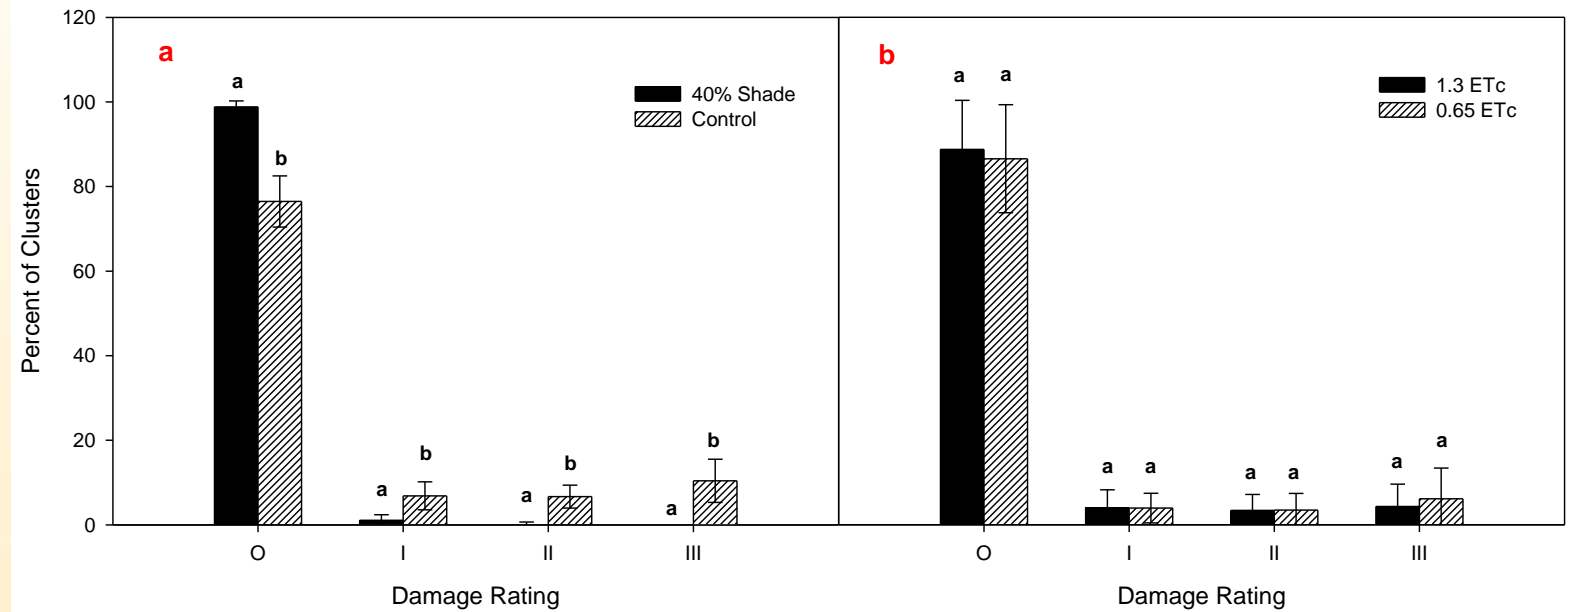 Percent of Clusters
120
100
80
60
40
20
0
a
40% Shade
Control
a
b
a
b
a
b
a
b
O
I
II
III
Damage Rating
b
1.3 ETc
0.65 ETc
a
a
a
a
a
a
a
a
O
I
II
III
Damage Rating